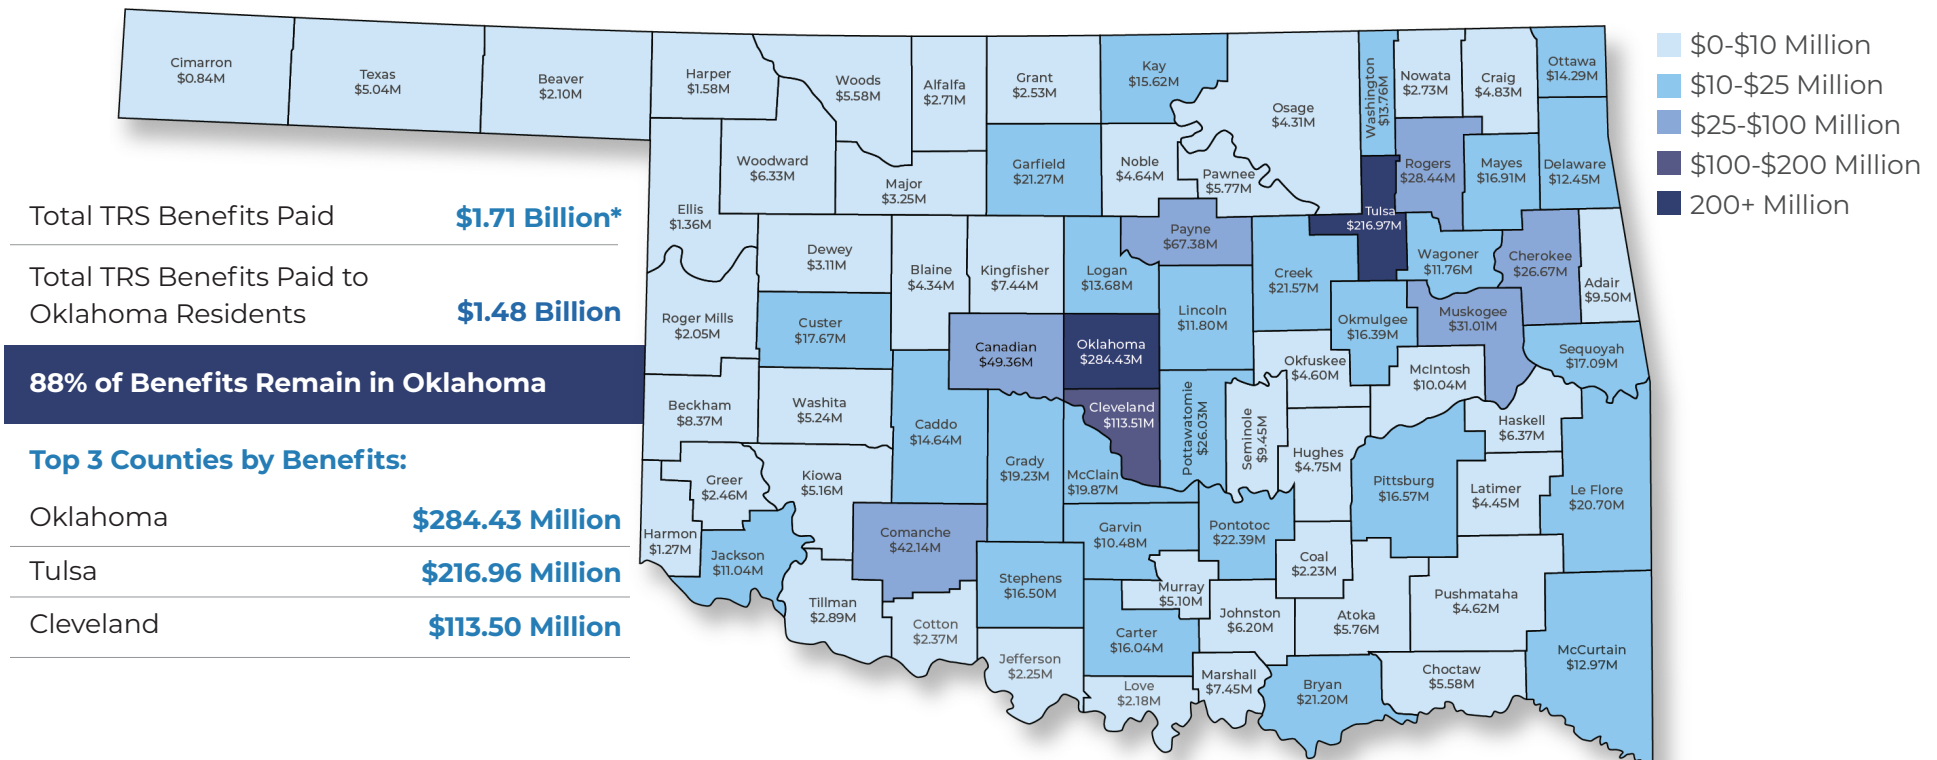 Cimarron
$0.84M
Texas
$5.04M
Beaver
$2.10M
Harper
$1.58M
Woods
$5.58M
Alfalfa
$2.71M
Grant
$2.53M
Kay
$15.62M
Osage
$4.31M
Washington
$13.76M
Nowata
$2.73M
Craig
$4.83M
Ottawa
$14.29M
$0-$10 Million
$10-$25 Million
$25-$100 Million
$100-$200 Million
200+ Million
Woodward
$6.33M
Major
$3.25M
Garfield
$21.27M
Noble
$4.64M
Pawnee
$5.77M
Rogers
$28.44M
Mayes
$16.91M
Delaware
$12.45M
Ellis
$1.36M
Tulsa
$216.97M
Total TRS Benefits Paid
$1.71 Billion*
Total TRS Benefits Paid to
Oklahoma Residents
$1.48 Billion
88% of Benefits Remain in Oklahoma
Top 3 Counties by Benefits:
Oklahoma
$284.43 Million
Tulsa
$216.96 Million
Cleveland
$113.50 Million
Dewey
$3.11M
Blaine
$4.34M
Kingfisher
$7.44M
Logan
$13.68M
Payne
$67.38M
Lincoln
$11.80M
Creek
$21.57M
Wagoner
$11.76M
Cherokee
$26.67M
Adair
$9.50M
Roger Mills
$2.05M
Custer
$17.67M
Canadian
$49.36M
Oklahoma
$284.43M
Okmulgee
$16.39M
Muskogee
$31.01M
Sequoyah
$17.09M
Okfuskee
$4.60M
McIntosh
$10.04M
Beckham
$8.37M
Washita
$5.24M
Caddo
$14.64M
Cleveland
$113.51M
Pottawatomie
$26.03M
Seminole
$9.45M
Haskell
$6.37M
Greer
$2.46M
Kiowa
$5.16M
Grady
$19.23M
McClain
$19.87M
Hughes
$4.75M
Pittsburg
$16.57M
Latimer
$4.45M
Le Flore
$20.70M
Harmon
$1.27M
Jackson
$11.04M
Comanche
$42.14M
Garvin
$10.48M
Pontotoc
$22.39M
Coal
$2.23M
Tillman
$2.89M
Stephens
$16.50M
Murray
$5.10M
Johnston
$6.20M
Atoka
$5.76M
Pushmataha
$4.62M
Cotton
$2.37M
Carter
$16.04M
McCurtain
$12.97M
Jefferson
$2.25M
Love
$2.18M
Marshall
$7.45M
Bryan
$21.20M
Choctaw
$5.58M